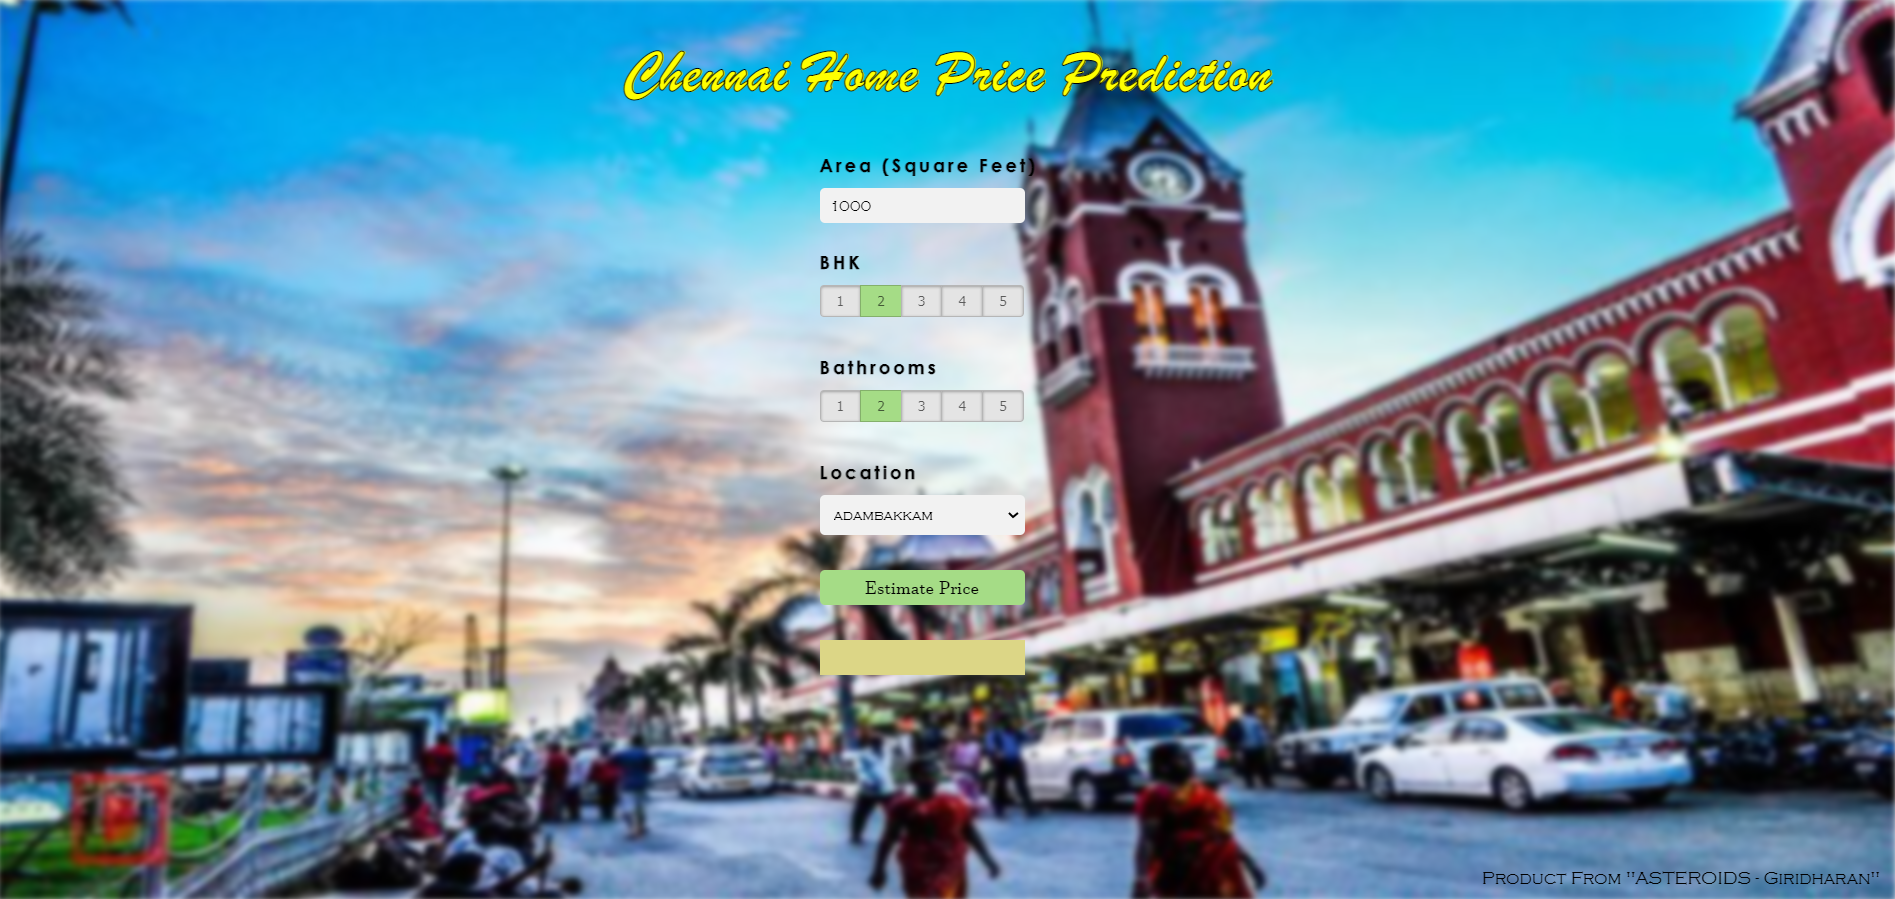 Chennai Home Price Prediction
Area (Square Feet)
1000
BHK
1 2 3 4 5
Bathrooms
1 2 3 4 5
Location
ADAMBAKKAM
Estimate Price
Product From "ASTEROIDS - Giridharan"